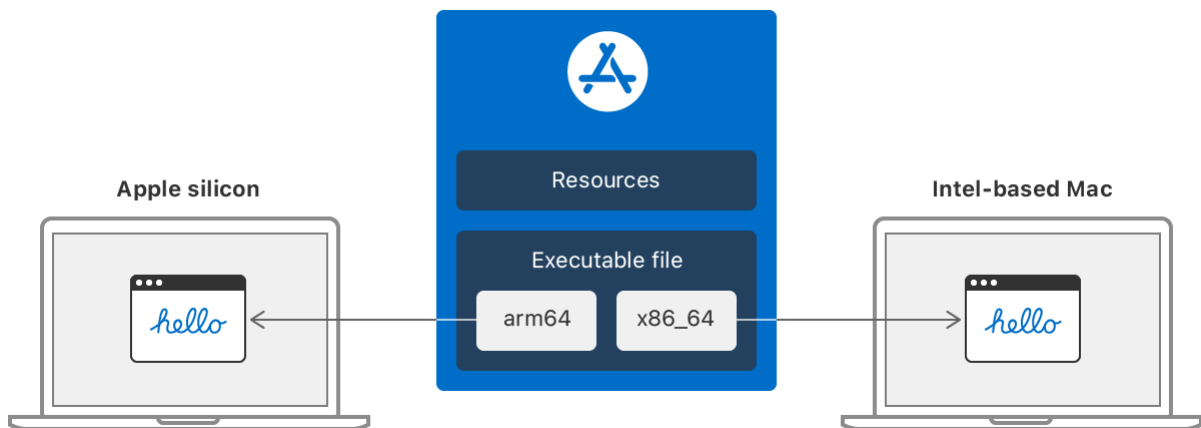 Apple silicon
hello
Resources
Executable file
arm64
x86_64
Intel-based Mac
hello